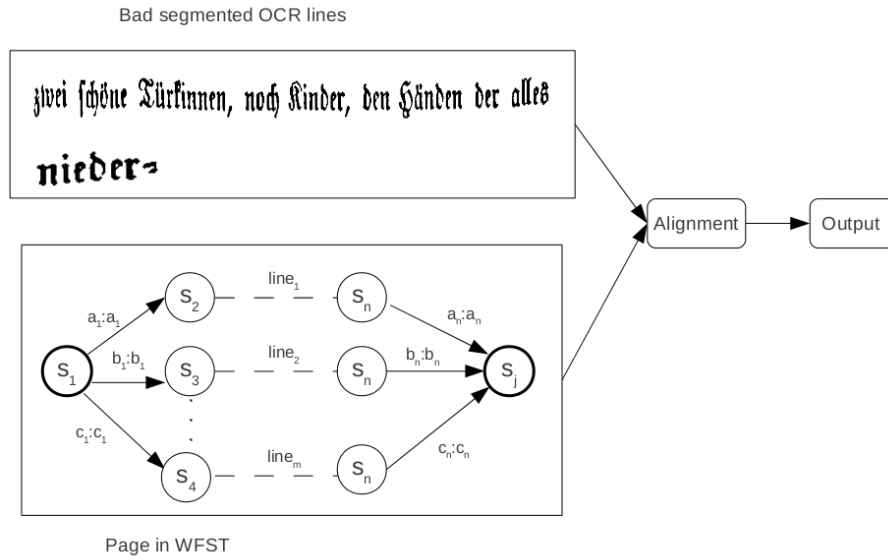 Bad segmented OCR lines
zwei ſchöne Türkinnen, noch Kinder, den Händen der alles
nieder⸗
Alignment
Output
line₁
S₂
Sₙ
a₁:a₁
aₙ:aₙ
b₁:b₁
line₂
bₙ:bₙ
S₁
S₃
Sₙ
Sⱼ
c₁:c₁
lineₘ
cₙ:cₙ
S₄
Sₙ
Page in WFST